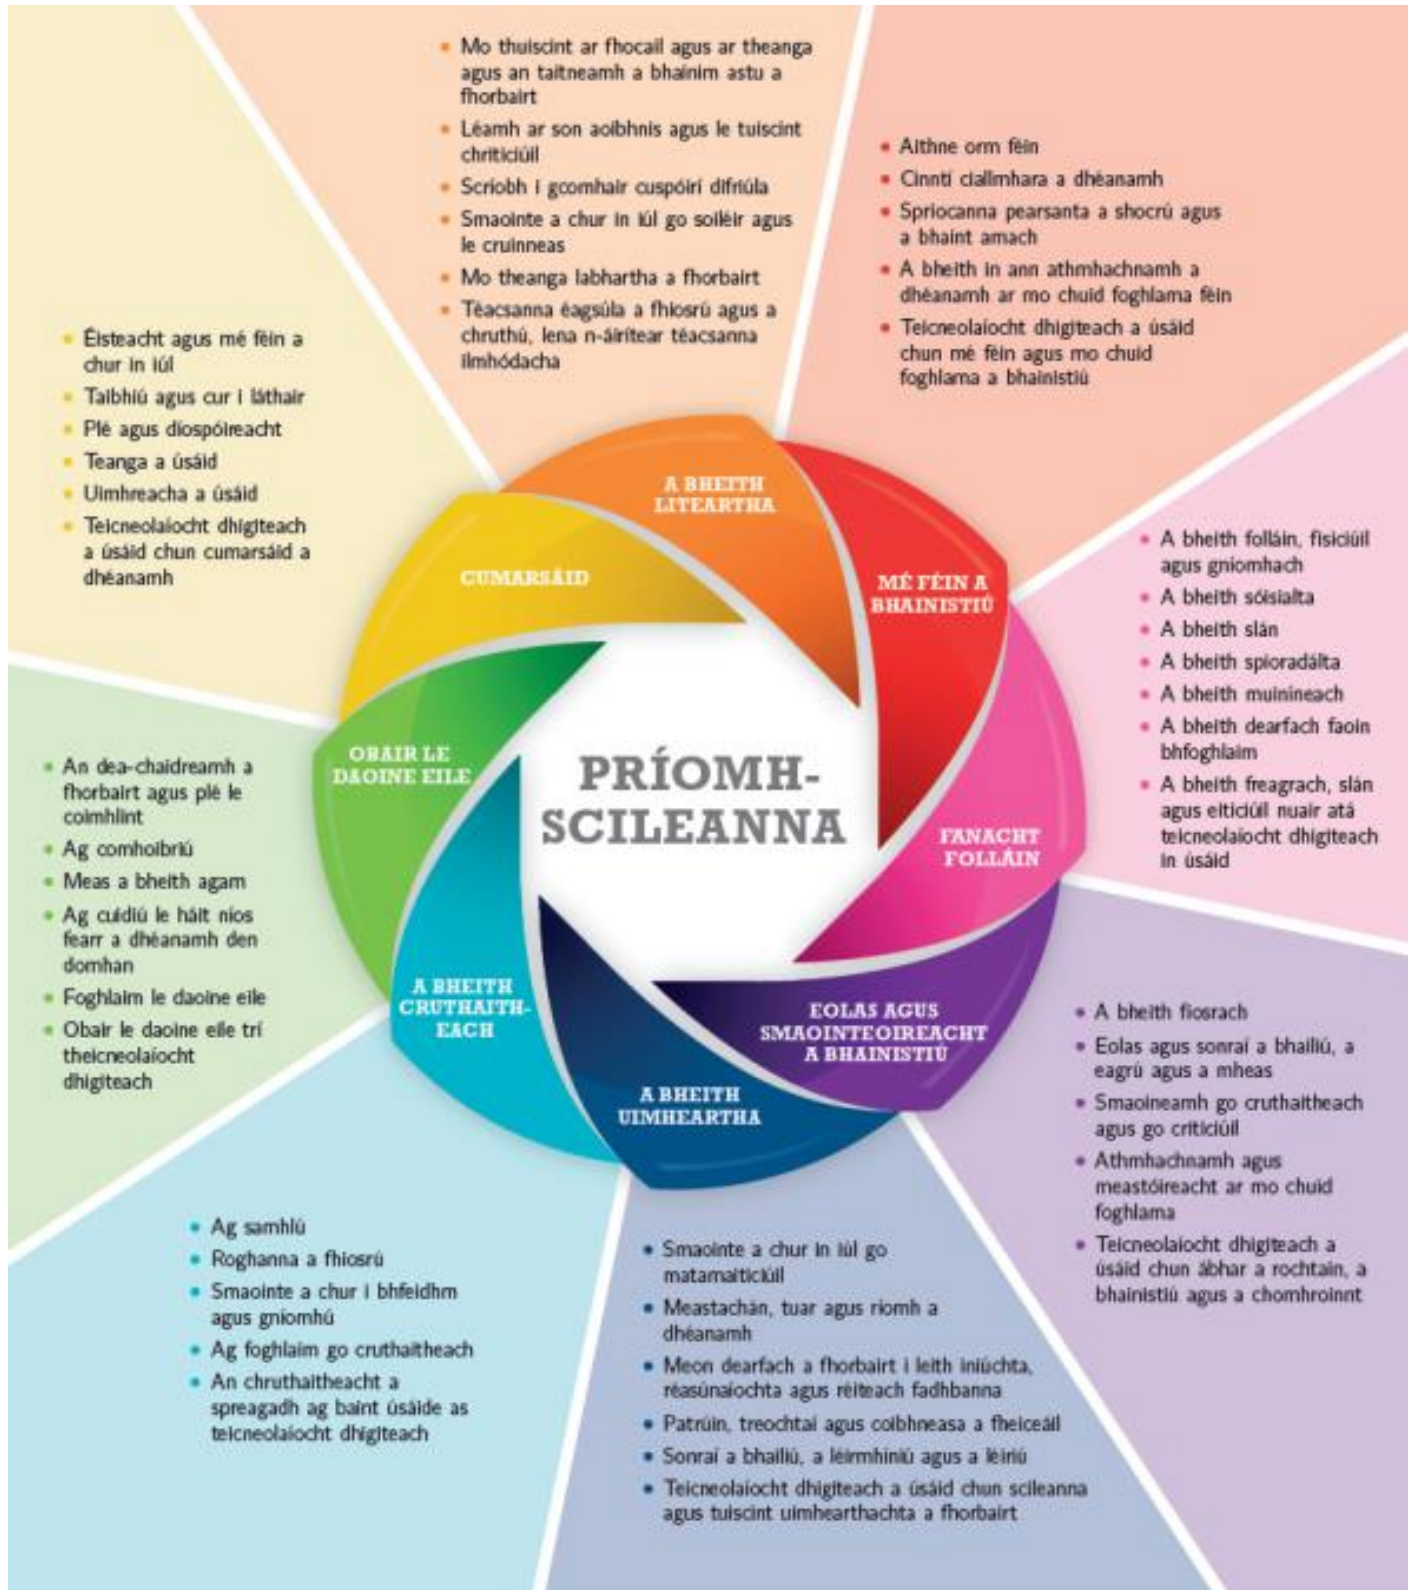 PRÍOMH-
SCILEANNA
A BHEITH
LITEARTHA
• Mo thuiscint ar fhocail agus ar theanga
agus an taitneamh a bhainim astu a
fhorbairt
• Léamh ar son aoibhnis agus le tuiscint
chriticiúil
• Scríobh i gcomhair cuspóirí difriúla
• Smaointe a chur in iúl go soiléir agus
le cruinneas
• Mo theanga labhartha a fhorbairt
• Téacsanna éagsúla a fhiosrú agus a
chruthú, lena n-áirítear téacsanna
ilmhódacha
MÉ FÉIN A
BHAINISTIÚ
• Aithne orm féin
• Cinntí ciallmhara a dhéanamh
• Spriocanna pearsanta a shocrú agus
a bhaint amach
• A bheith in ann athmhachnamh a
dhéanamh ar mo chuid foghlama féin
• Teicneolaíocht dhigiteach a úsáid
chun mé féin agus mo chuid
foghlama a bhainistiú
FANACHT
FOLLÁIN
• A bheith folláin, fisiciúil
agus gníomhach
• A bheith sóisialta
• A bheith slán
• A bheith spioradálta
• A bheith muiníneach
• A bheith dearfach faoin
bhfoghlaim
• A bheith freagrach, slán
agus eiticiúil nuair atá
teicneolaíocht dhigiteach
in úsáid
EOLAS AGUS
SMAOINTEOIREACHT
A BHAINISTIÚ
• A bheith fiosrach
• Eolas agus sonraí a bhailiú, a
eagrú agus a mheas
• Smaoineamh go cruthaitheach
agus go criticiúil
• Athmhachnamh agus
meastóireacht ar mo chuid
foghlama
• Teicneolaíocht dhigiteach a
úsáid chun ábhar a rochtain, a
bhainistiú agus a chomhroinnt
A BHEITH
UIMHEARTHA
• Smaointe a chur in iúl go
matamaiticiúil
• Meastachán, tuar agus ríomh a
dhéanamh
• Meon dearfach a fhorbairt i leith iniúchta,
réasúnaíochta agus réiteach fadhbanna
• Patrúin, treochtaí agus coibhneasa a fheiceáil
• Sonraí a bhailiú, a léirmhíniú agus a léiriú
• Teicneolaíocht dhigiteach a úsáid chun scileanna
agus tuiscint uimhearthachta a fhorbairt
A BHEITH
CRUTHAITH-
EACH
• Ag samhlú
• Roghanna a fhiosrú
• Smaointe a chur i bhfeidhm
agus gníomhú
• Ag foghlaim go cruthaitheach
• An chruthaitheacht a
spreagadh ag baint úsáide as
teicneolaíocht dhigiteach
OBAIR LE
DAOINE EILE
• An dea-chaidreamh a
fhorbairt agus plé le
coimhlint
• Ag comhoibriú
• Meas a bheith agam
• Ag cuidiú le háit níos
fearr a dhéanamh den
domhan
• Foghlaim le daoine eile
• Obair le daoine eile trí
theicneolaíocht
dhigiteach
CUMARSÁID
• Éisteacht agus mé féin a
chur in iúl
• Taibhiú agus cur i láthair
• Plé agus díospóireacht
• Teanga a úsáid
• Uimhreacha a úsáid
• Teicneolaíocht dhigiteach
a úsáid chun cumarsáid a
dhéanamh